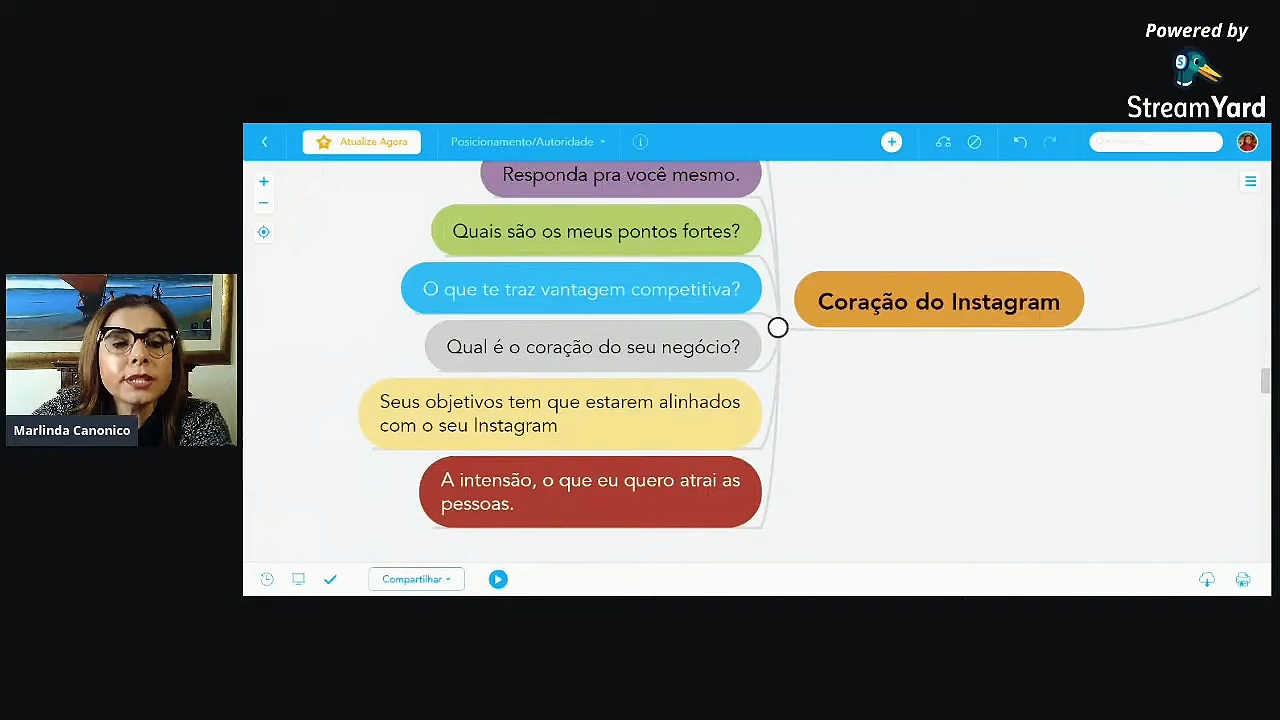 Powered by
StreamYard
Atualize Agora
Posicionamento/Autoridade
Responda pra você mesmo.
Quais são os meus pontos fortes?
O que te traz vantagem competitiva?
Qual é o coração do seu negócio?
Seus objetivos tem que estarem alinhados
com o seu Instagram
A intensão, o que eu quero atrai as
pessoas.
Coração do Instagram
Marlinda Canonico
Compartilhar